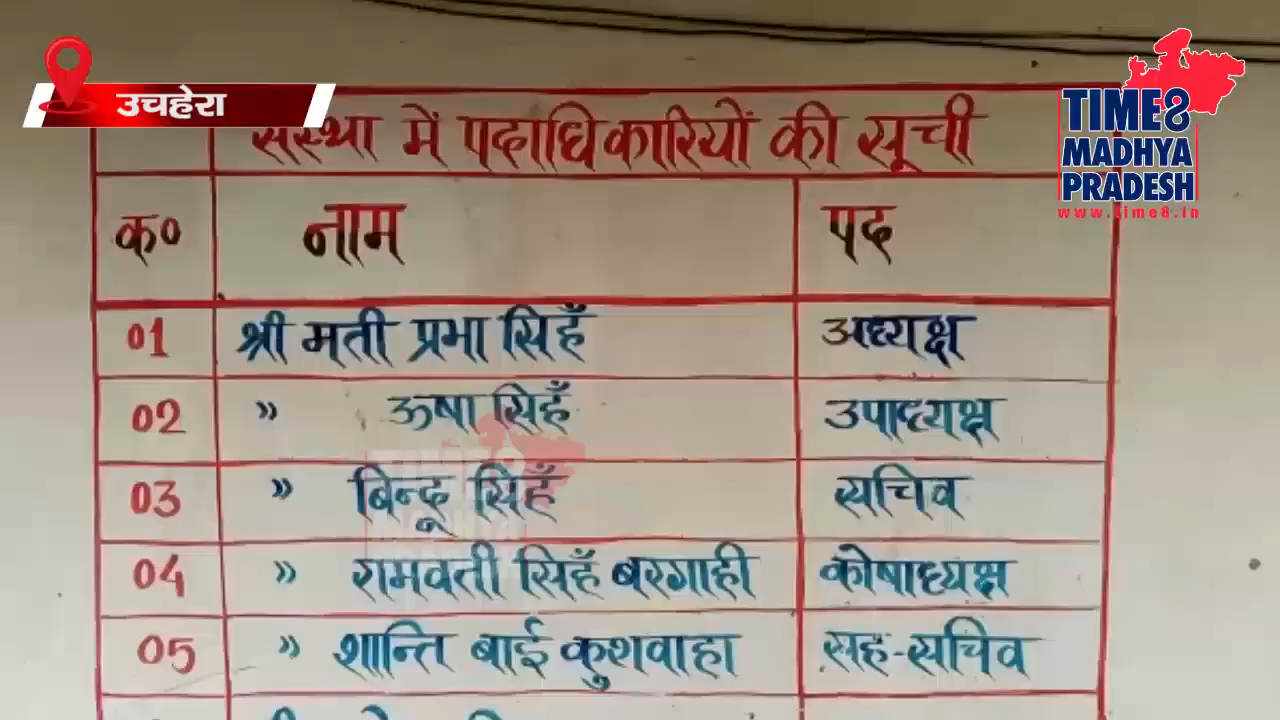 उचहेरा
TIME8
MADHYA
PRADESH
www.time8.in
संस्था में पदाधिकारियों की सूची
क० नाम पद
01 श्री मती प्रभा सिहँ अध्यक्ष
02 » ऊषा सिहँ उपाध्यक्ष
03 » बिन्दू सिहँ सचिव
04 » रामवती सिहँ बरगाही कोषाध्यक्ष
05 » शान्ति बाई कुशवाहा सह-सचिव